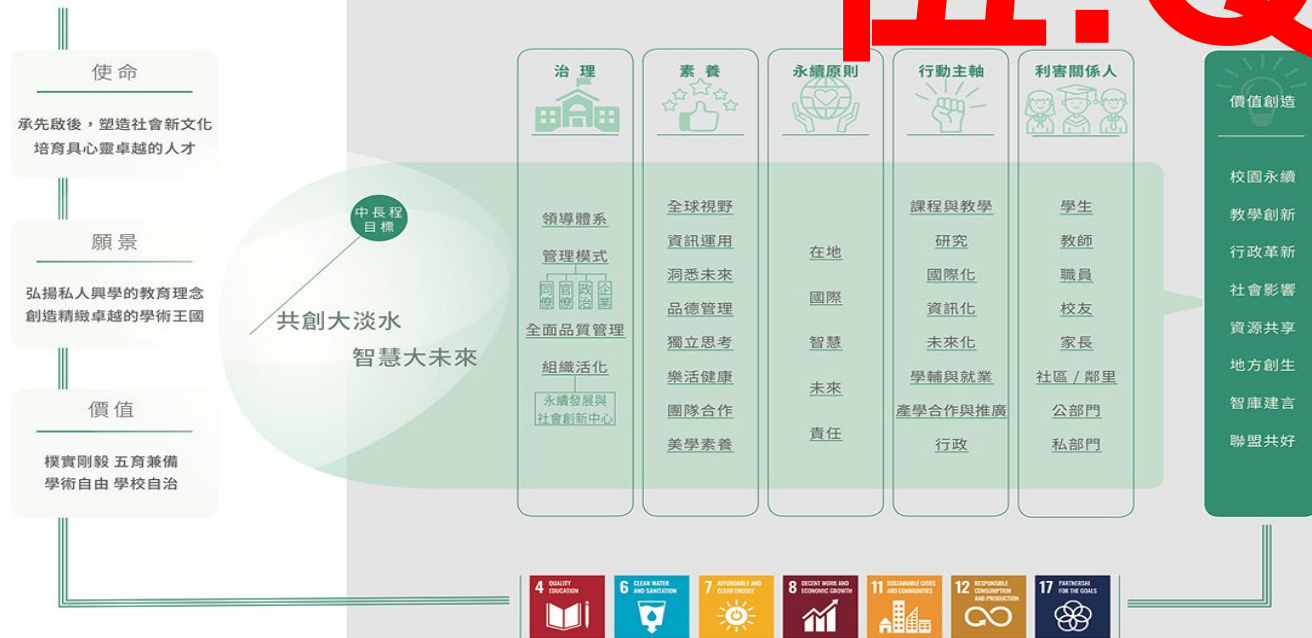 伍.Q
使命
承先啟後，塑造社會新文化
培育具心靈卓越的人才
願景
弘揚私人興學的教育理念
創造精緻卓越的學術王國
價值
樸實剛毅 五育兼備
學術自由 學校自治
中長程
目標
共創大淡水
智慧大未來
治理
領導體系
管理模式
同僚
官僚
政治
企業
全面品質管理
組織活化
永續發展與
社會創新中心
素養
全球視野
資訊運用
洞悉未來
品德管理
獨立思考
樂活健康
團隊合作
美學素養
永續原則
在地
國際
智慧
未來
責任
行動主軸
課程與教學
研究
國際化
資訊化
未來化
學輔與就業
產學合作與推廣
行政
利害關係人
學生
教師
職員
校友
家長
社區 / 鄰里
公部門
私部門
價值創造
校園永續
教學創新
行政革新
社會影響
資源共享
地方創生
智庫建言
聯盟共好
4 QUALITY
EDUCATION
6 CLEAN WATER
AND SANITATION
7 AFFORDABLE AND
CLEAN ENERGY
8 DECENT WORK AND
ECONOMIC GROWTH
11 SUSTAINABLE CITIES
AND COMMUNITIES
12 RESPONSIBLE
CONSUMPTION
AND PRODUCTION
17 PARTNERSHI
FOR THE GOALS